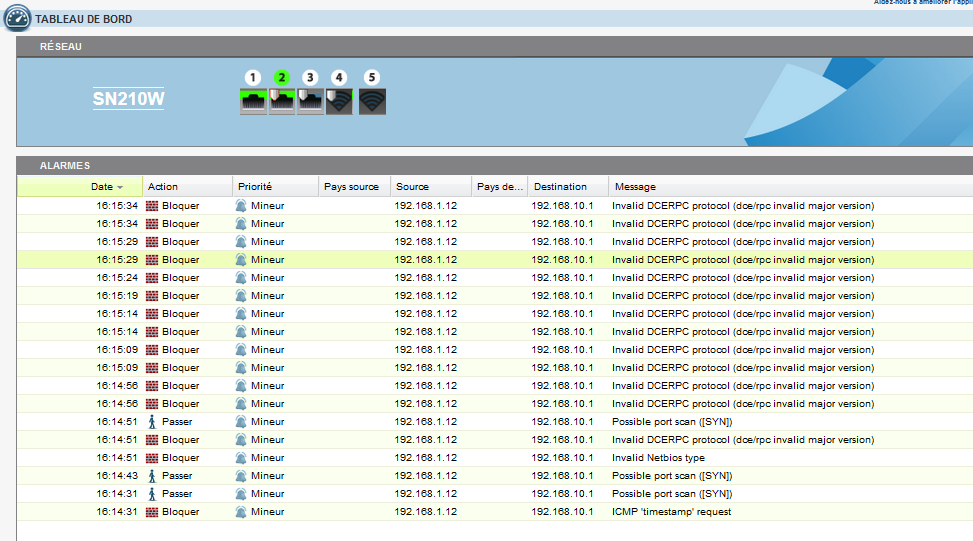 Aidez-nous à améliorer l'appli
TABLEAU DE BORD
RÉSEAU
1 2 3 4 5
SN210W
ALARMES
Date Action Priorité Pays source Source Pays de... Destination Message
16:15:34 Bloquer Mineur 192.168.1.12 192.168.10.1 Invalid DCERPC protocol (dce/rpc invalid major version)
16:15:34 Bloquer Mineur 192.168.1.12 192.168.10.1 Invalid DCERPC protocol (dce/rpc invalid major version)
16:15:29 Bloquer Mineur 192.168.1.12 192.168.10.1 Invalid DCERPC protocol (dce/rpc invalid major version)
16:15:29 Bloquer Mineur 192.168.1.12 192.168.10.1 Invalid DCERPC protocol (dce/rpc invalid major version)
16:15:24 Bloquer Mineur 192.168.1.12 192.168.10.1 Invalid DCERPC protocol (dce/rpc invalid major version)
16:15:19 Bloquer Mineur 192.168.1.12 192.168.10.1 Invalid DCERPC protocol (dce/rpc invalid major version)
16:15:14 Bloquer Mineur 192.168.1.12 192.168.10.1 Invalid DCERPC protocol (dce/rpc invalid major version)
16:15:14 Bloquer Mineur 192.168.1.12 192.168.10.1 Invalid DCERPC protocol (dce/rpc invalid major version)
16:15:09 Bloquer Mineur 192.168.1.12 192.168.10.1 Invalid DCERPC protocol (dce/rpc invalid major version)
16:15:09 Bloquer Mineur 192.168.1.12 192.168.10.1 Invalid DCERPC protocol (dce/rpc invalid major version)
16:14:56 Bloquer Mineur 192.168.1.12 192.168.10.1 Invalid DCERPC protocol (dce/rpc invalid major version)
16:14:56 Bloquer Mineur 192.168.1.12 192.168.10.1 Invalid DCERPC protocol (dce/rpc invalid major version)
16:14:51 Passer Mineur 192.168.1.12 192.168.10.1 Possible port scan ([SYN])
16:14:51 Bloquer Mineur 192.168.1.12 192.168.10.1 Invalid DCERPC protocol (dce/rpc invalid major version)
16:14:51 Bloquer Mineur 192.168.1.12 192.168.10.1 Invalid Netbios type
16:14:43 Passer Mineur 192.168.1.12 192.168.10.1 Possible port scan ([SYN])
16:14:31 Passer Mineur 192.168.1.12 192.168.10.1 Possible port scan ([SYN])
16:14:31 Bloquer Mineur 192.168.1.12 192.168.10.1 ICMP 'timestamp' request